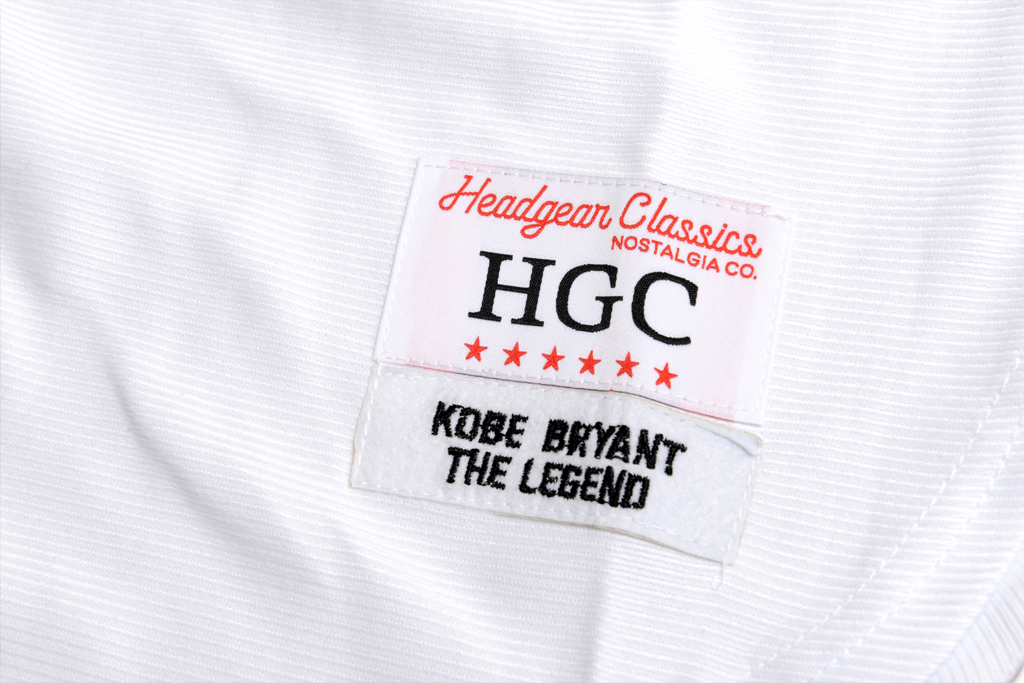 Headgear Classics
NOSTALGIA CO.
HGC
KOBE BRYANT
THE LEGEND